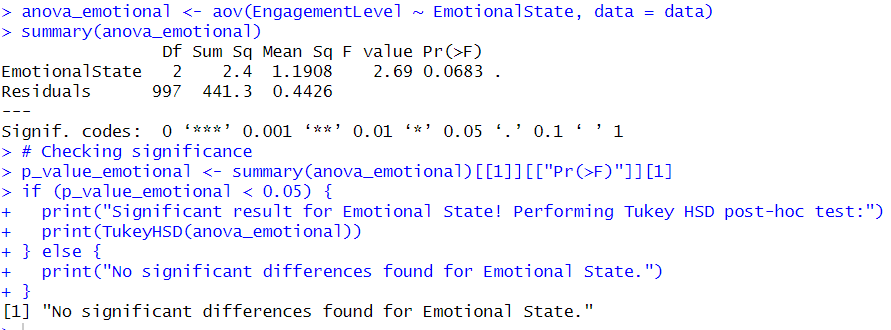 > anova_emotional <- aov(EngagementLevel ~ EmotionalState, data = data)
> summary(anova_emotional)
                Df Sum Sq Mean Sq F value Pr(>F)
EmotionalState   2    2.4  1.1908    2.69 0.0683 .
Residuals      997  441.3  0.4426
---
Signif. codes:  0 ‘***’ 0.001 ‘**’ 0.01 ‘*’ 0.05 ‘.’ 0.1 ‘ ’ 1
> # Checking significance
> p_value_emotional <- summary(anova_emotional)[[1]][["Pr(>F)"]][1]
> if (p_value_emotional < 0.05) {
+   print("Significant result for Emotional State! Performing Tukey HSD post-hoc test:")
+   print(TukeyHSD(anova_emotional))
+ } else {
+   print("No significant differences found for Emotional State.")
+ }
[1] "No significant differences found for Emotional State."
>